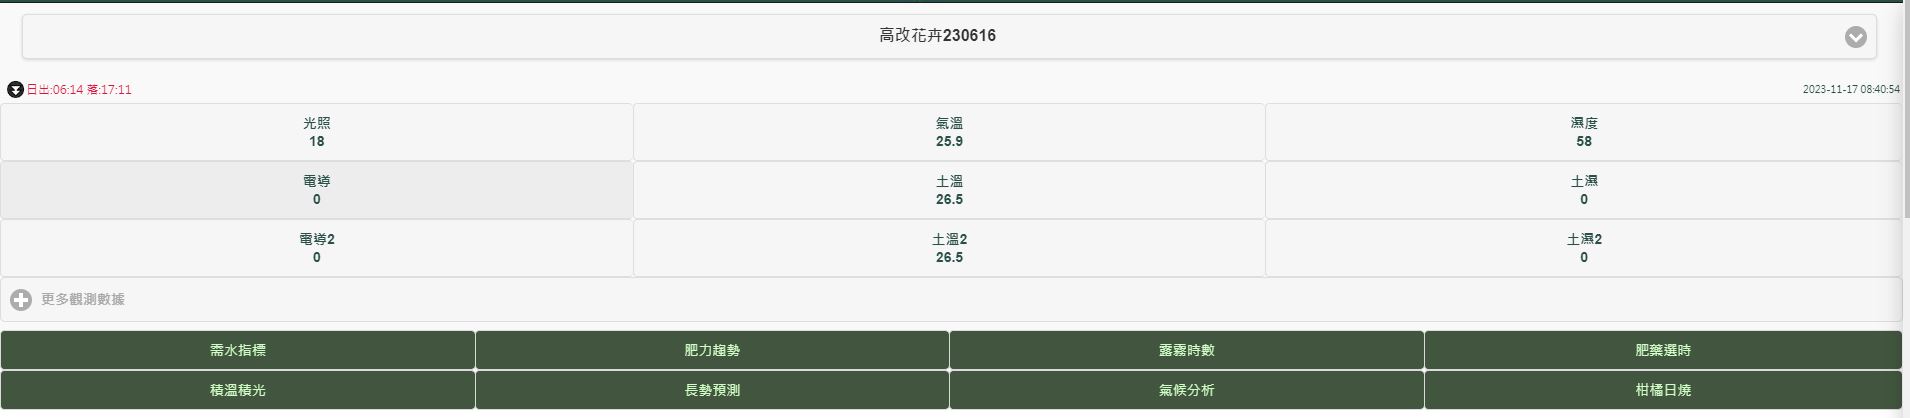 高改花卉230616
日出:06:14 落:17:11
2023-11-17 08:40:54
光照
18
氣溫
25.9
濕度
58
電導
0
土溫
26.5
土濕
0
電導2
0
土溫2
26.5
土濕2
0
更多觀測數據
需水指標
肥力趨勢
露霧時數
肥藥選時
積溫積光
長勢預測
氣候分析
柑橘日燒